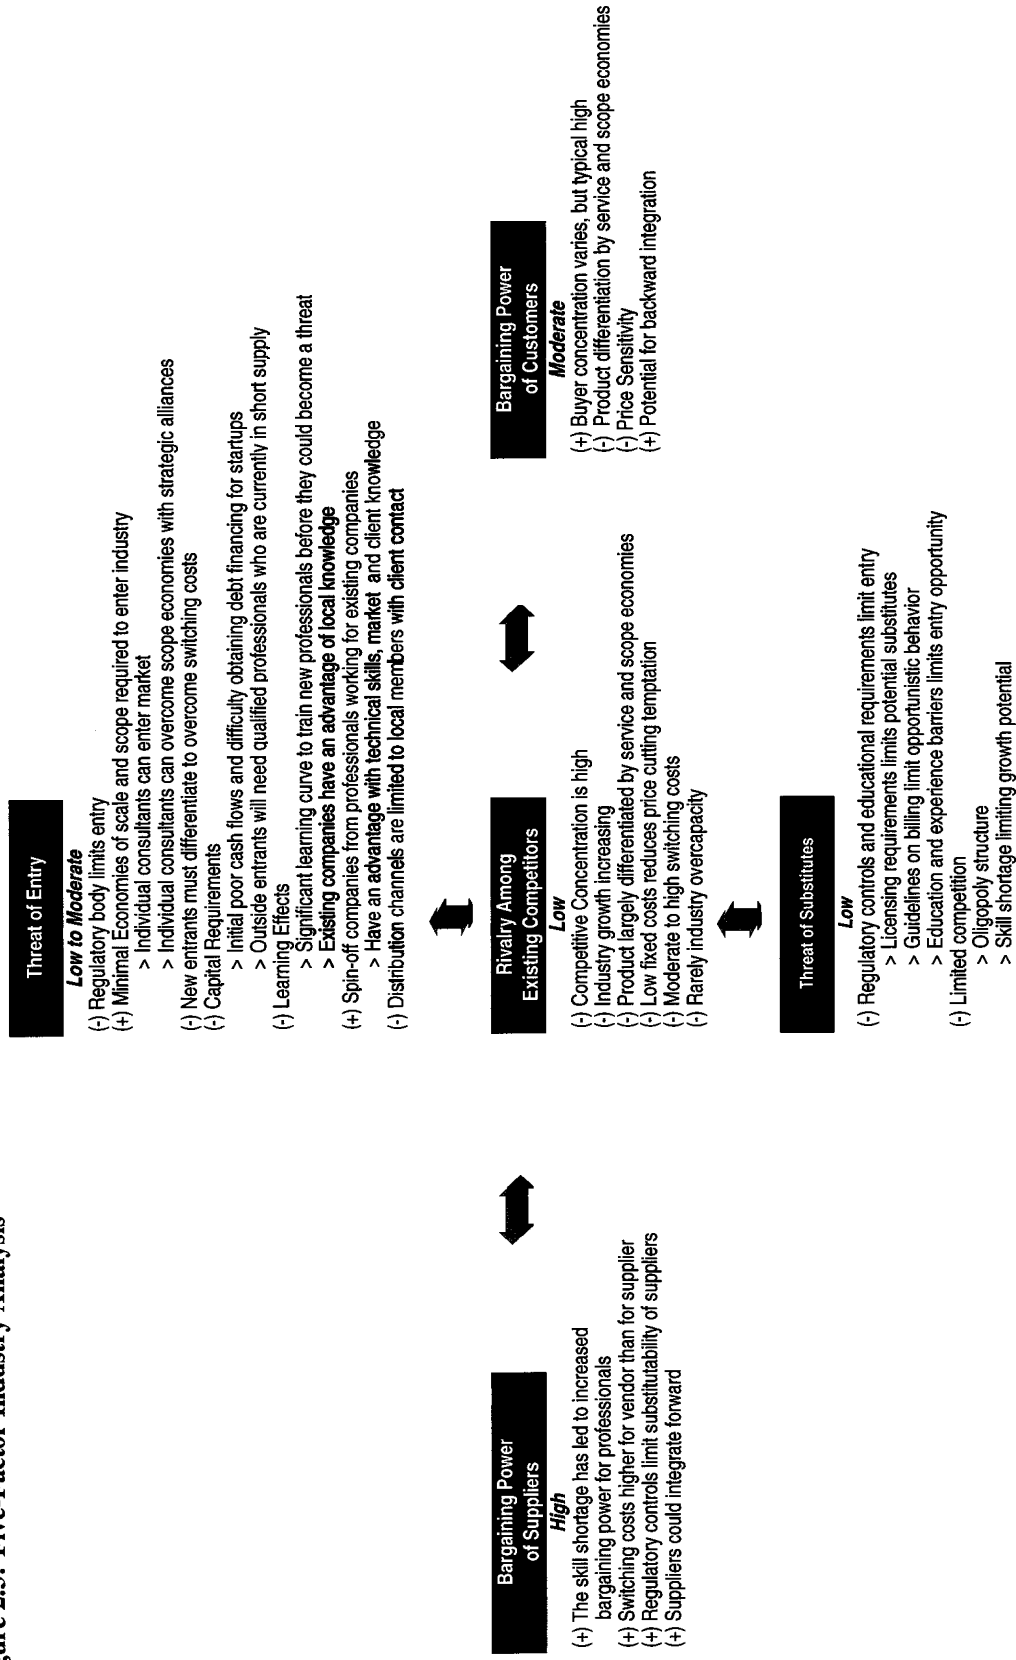 gure 2.5: Five-Factor Industry Analysis
Threat of Entry
Low to Moderate
(-) Regulatory body limits entry
(+) Minimal Economies of scale and scope required to enter industry
> Individual consultants can enter market
> Individual consultants can overcome scope economies with strategic alliances
(-) New entrants must differentiate to overcome switching costs
(-) Capital Requirements
> Initial poor cash flows and difficulty obtaining debt financing for startups
> Outside entrants will need qualified professionals who are currently in short supply
(-) Learning Effects
> Significant learning curve to train new professionals before they could become a threat
> Existing companies have an advantage of local knowledge
(+) Spin-off companies from professionals working for existing companies
> Have an advantage with technical skills, market and client knowledge
(-) Distribution channels are limited to local members with client contact
Bargaining Power
of Suppliers
High
(+) The skill shortage has led to increased
bargaining power for professionals
(+) Switching costs higher for vendor than for supplier
(+) Regulatory controls limit substitutability of suppliers
(+) Suppliers could integrate forward
Rivalry Among
Existing Competitors
Low
(-) Competitive Concentration is high
(-) Industry growth increasing
(-) Product largely differentiated by service and scope economies
(-) Low fixed costs reduces price cutting temptation
(-) Moderate to high switching costs
(-) Rarely industry overcapacity
Bargaining Power
of Customers
Moderate
(+) Buyer concentration varies, but typical high
(-) Product differentiation by service and scope economies
(-) Price Sensitivity
(+) Potential for backward integration
Threat of Substitutes
Low
(-) Regulatory controls and educational requirements limit entry
> Licensing requirements limits potential substitutes
> Guidelines on billing limit opportunistic behavior
> Education and experience barriers limits entry opportunity
(-) Limited competition
> Oligopoly structure
> Skill shortage limiting growth potential